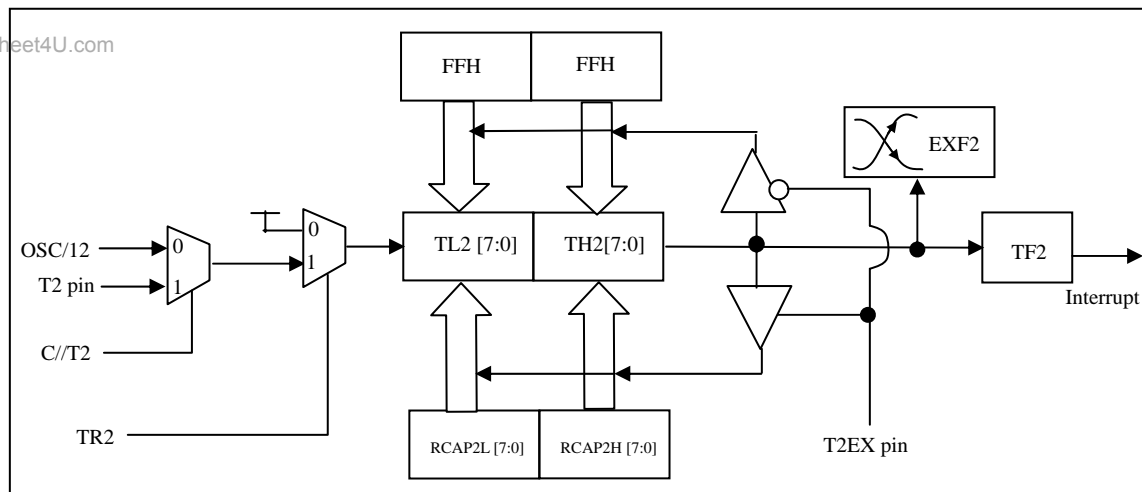 heet4U.com
FFH
FFH
EXF2
TL2 [7:0]
TH2[7:0]
TF2
0
1
0
1
OSC/12
T2 pin
Interrupt
C//T2
TR2
RCAP2L [7:0]
RCAP2H [7:0]
T2EX pin